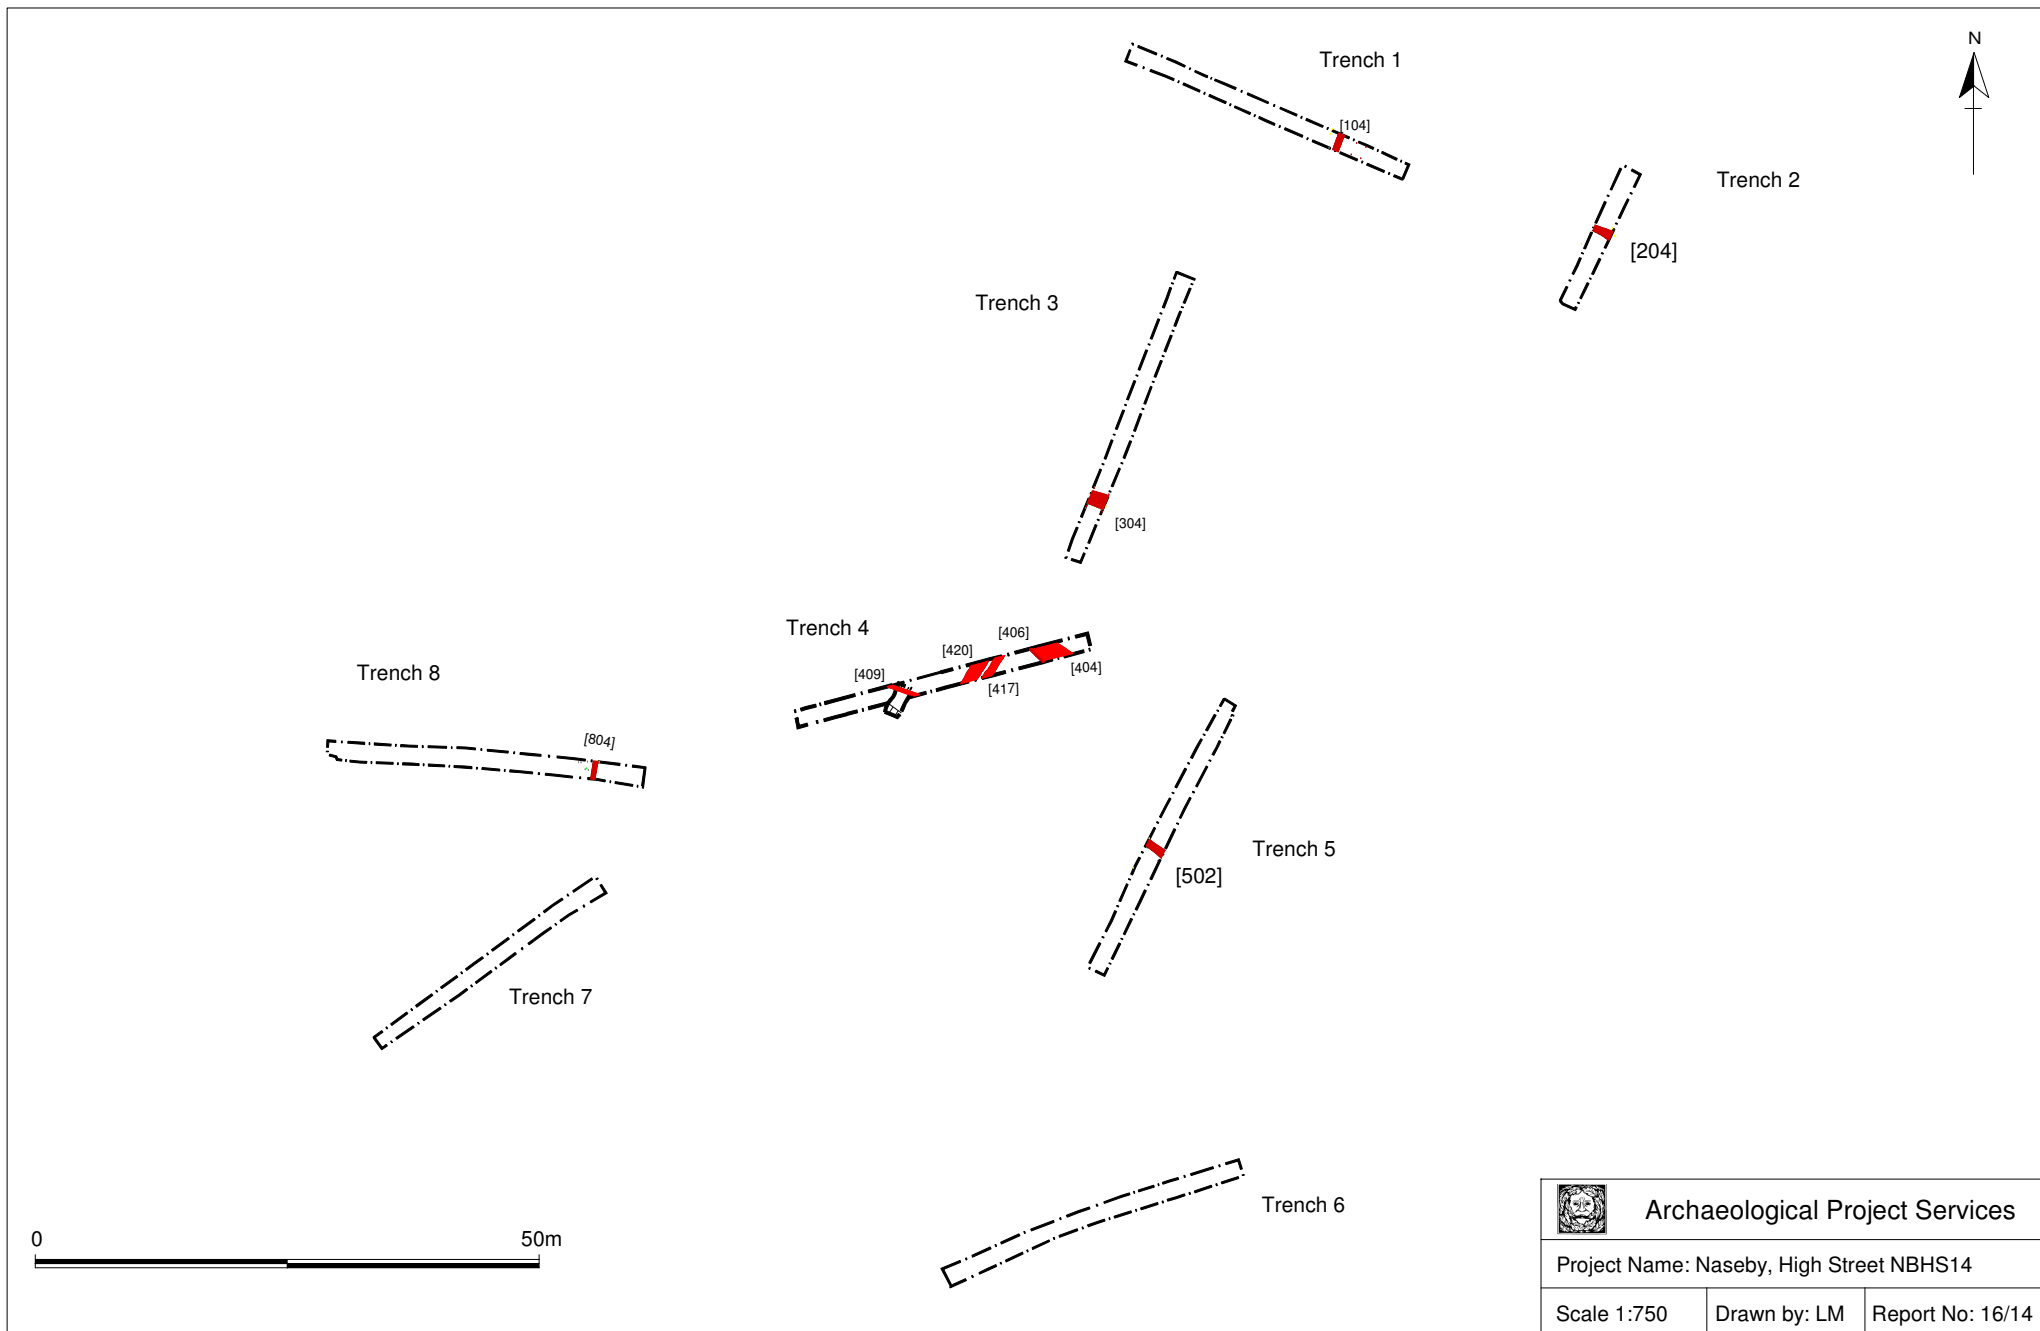 N
Trench 1
[104]
Trench 2
[204]
Trench 3
[304]
Trench 4
[406]
[420]
[404]
[409]
[417]
Trench 8
[804]
Trench 5
[502]
Trench 7
Trench 6
0 50m
Archaeological Project Services
Project Name: Naseby, High Street NBHS14
Scale 1:750 Drawn by: LM Report No: 16/14